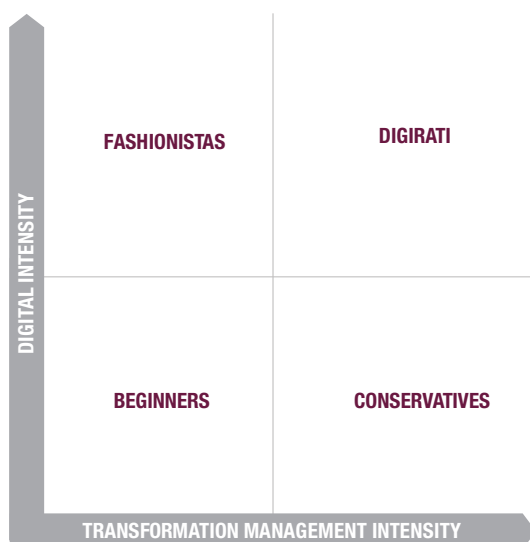 FASHIONISTAS
DIGIRATI
DIGITAL INTENSITY
BEGINNERS
CONSERVATIVES
TRANSFORMATION MANAGEMENT INTENSITY